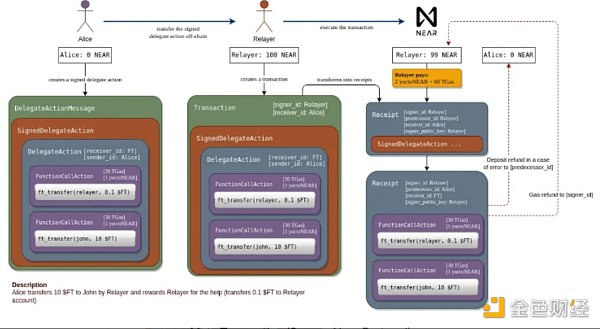 Alice
transfer the signed
delegate action off-chain
Relayer
execute the transaction
NEAR
Alice: 0 NEAR
Relayer: 100 NEAR
Relayer: 99 NEAR
Alice: 0 NEAR
creates a signed delegate action
creates a transaction
transforms into receipts
Relayer pays:
2 yoctoNEAR + 60 TGas
DelegateActionMessage
SignedDelegateAction
DelegateAction
[receiver_id: FT]
[sender_id: Alice]
FunctionCallAction
[30 TGas]
[1 yoctoNEAR]
ft_transfer(relayer, 0.1 $FT)
FunctionCallAction
[30 TGas]
[1 yoctoNEAR]
ft_transfer(john, 10 $FT)
Transaction
[signer_id: Relayer]
[receiver_id: Alice]
SignedDelegateAction
DelegateAction
[receiver_id: FT]
[sender_id: Alice]
FunctionCallAction
[30 TGas]
[1 yoctoNEAR]
ft_transfer(relayer, 0.1 $FT)
FunctionCallAction
[30 TGas]
[1 yoctoNEAR]
ft_transfer(john, 10 $FT)
Receipt
[signer_id: Relayer]
[predecessor_id: Relayer]
[receiver_id: Alice]
[signer_public_key: Relayer]
SignedDelegateAction ...
Deposit refund in a case
of error to [predecessor_id]
Gas refund to [signer_id]
Receipt
[signer_id: Relayer]
[predecessor_id: Alice]
[receiver_id: FT]
[signer_public_key: Relayer]
FunctionCallAction
[30 TGas]
[1 yoctoNEAR]
ft_transfer(relayer, 0.1 $FT)
FunctionCallAction
[30 TGas]
[1 yoctoNEAR]
ft_transfer(john, 10 $FT)
Description
Alice transfers 10 $FT to John by Relayer and rewards Relayer for the help (transfers 0.1 $FT to Relayer
account)
金色财经